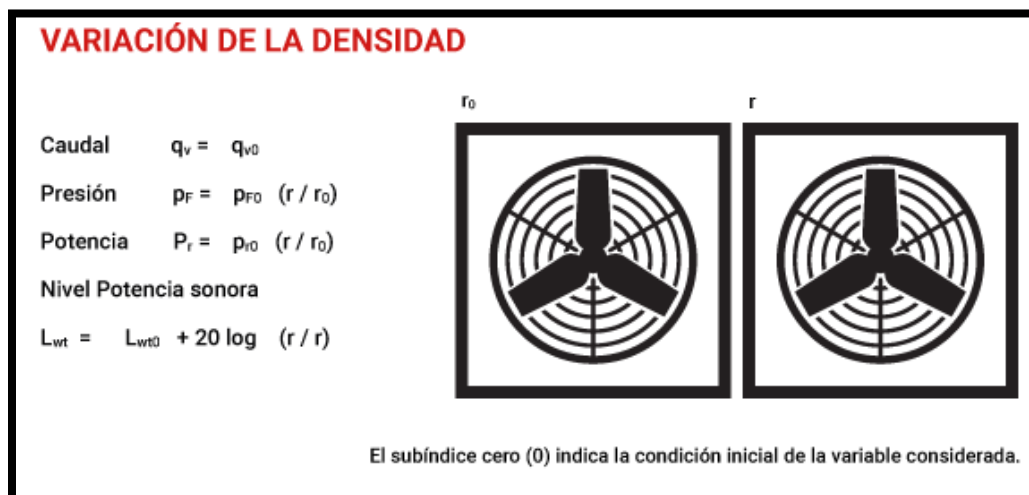 VARIACIÓN DE LA DENSIDAD
r₀
r
Caudal qᵥ = qᵥ₀
Presión p_F = p_F0 (r / r₀)
Potencia Pᵣ = pᵣ₀ (r / r₀)
Nivel Potencia sonora
L_wt = L_wt0 + 20 log (r / r)
El subíndice cero (0) indica la condición inicial de la variable considerada.